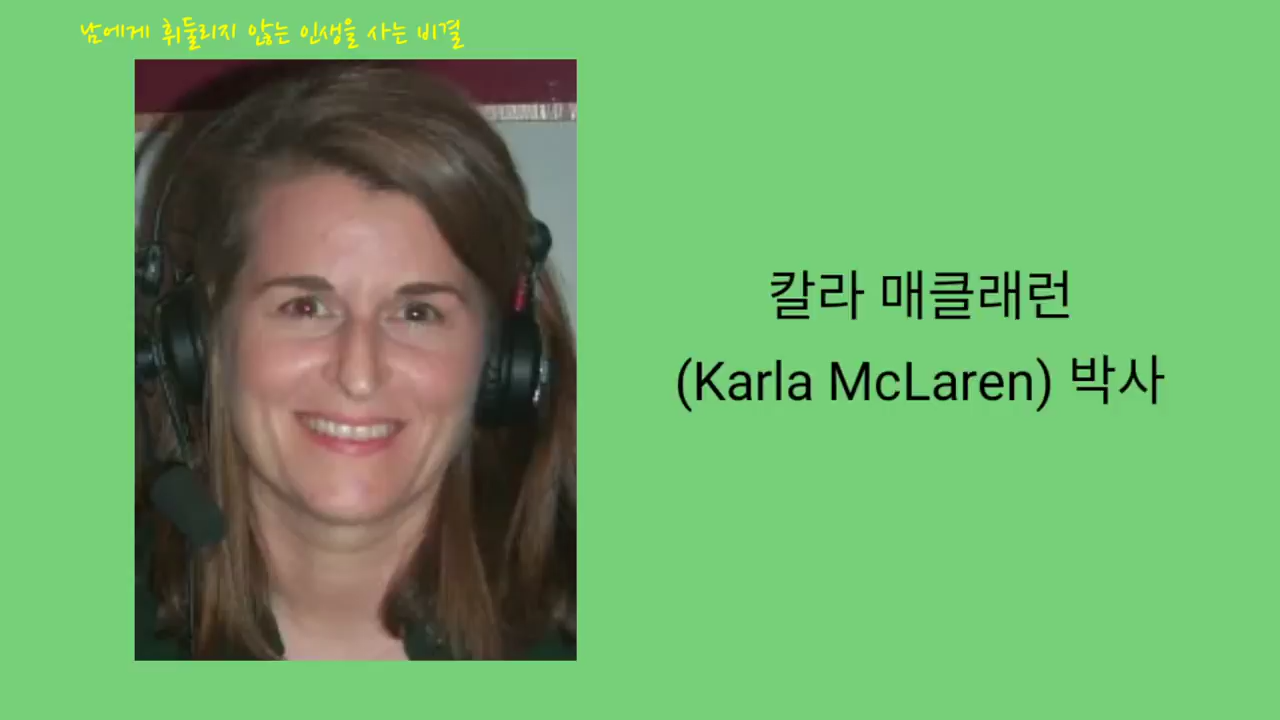 남에게 휘둘리지 않는 인생을 사는 비결
칼라 매클래런
(Karla McLaren) 박사